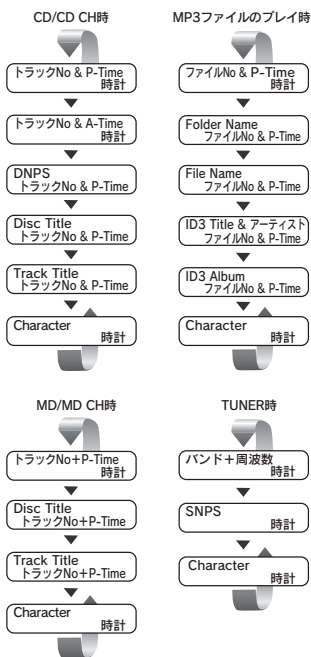 CD/CD CH時
トラックNo & P-Time
時計
トラックNo & A-Time
時計
DNPS
トラックNo & P-Time
Disc Title
トラックNo & P-Time
Track Title
トラックNo & P-Time
Character
時計
MP3ファイルのプレイ時
ファイルNo & P-Time
時計
Folder Name
ファイルNo & P-Time
File Name
ファイルNo & P-Time
ID3 Title & アーティスト
ファイルNo & P-Time
ID3 Album
ファイルNo & P-Time
Character
時計
MD/MD CH時
トラックNo+P-Time
時計
Disc Title
トラックNo+P-Time
Track Title
トラックNo+P-Time
Character
時計
TUNER時
バンド+周波数
時計
SNPS
時計
Character
時計